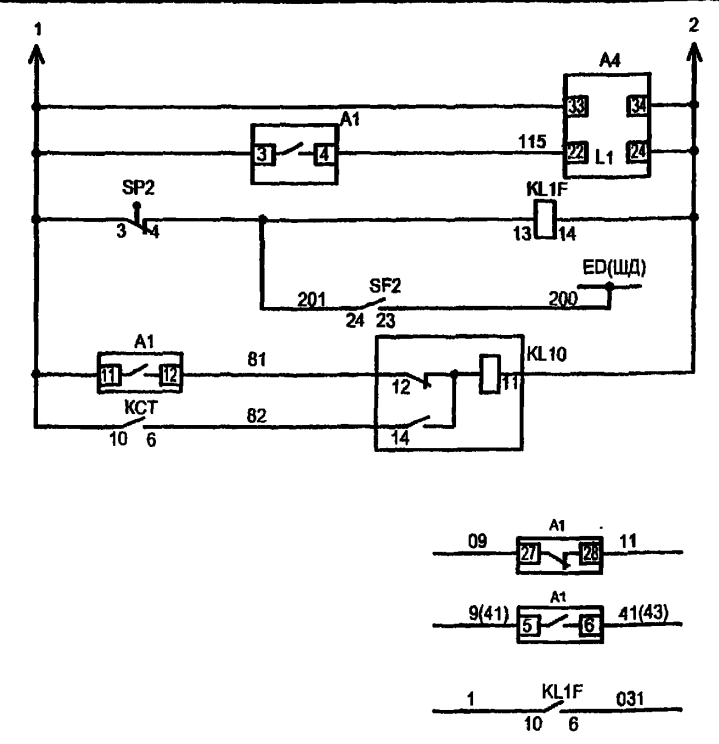 1 2
A4
33 34
A1
3 4 115 22 L1 24
SP2 KL1F
3 4 13 14
ED(ЩД)
201 SF2 200
24 23
A1 KL10
11 12 81 12 11
КСТ 82
10 6 14
A1
09 27 28 11
A1
9(41) 5 6 41(43)
1 KL1F 031
10 6